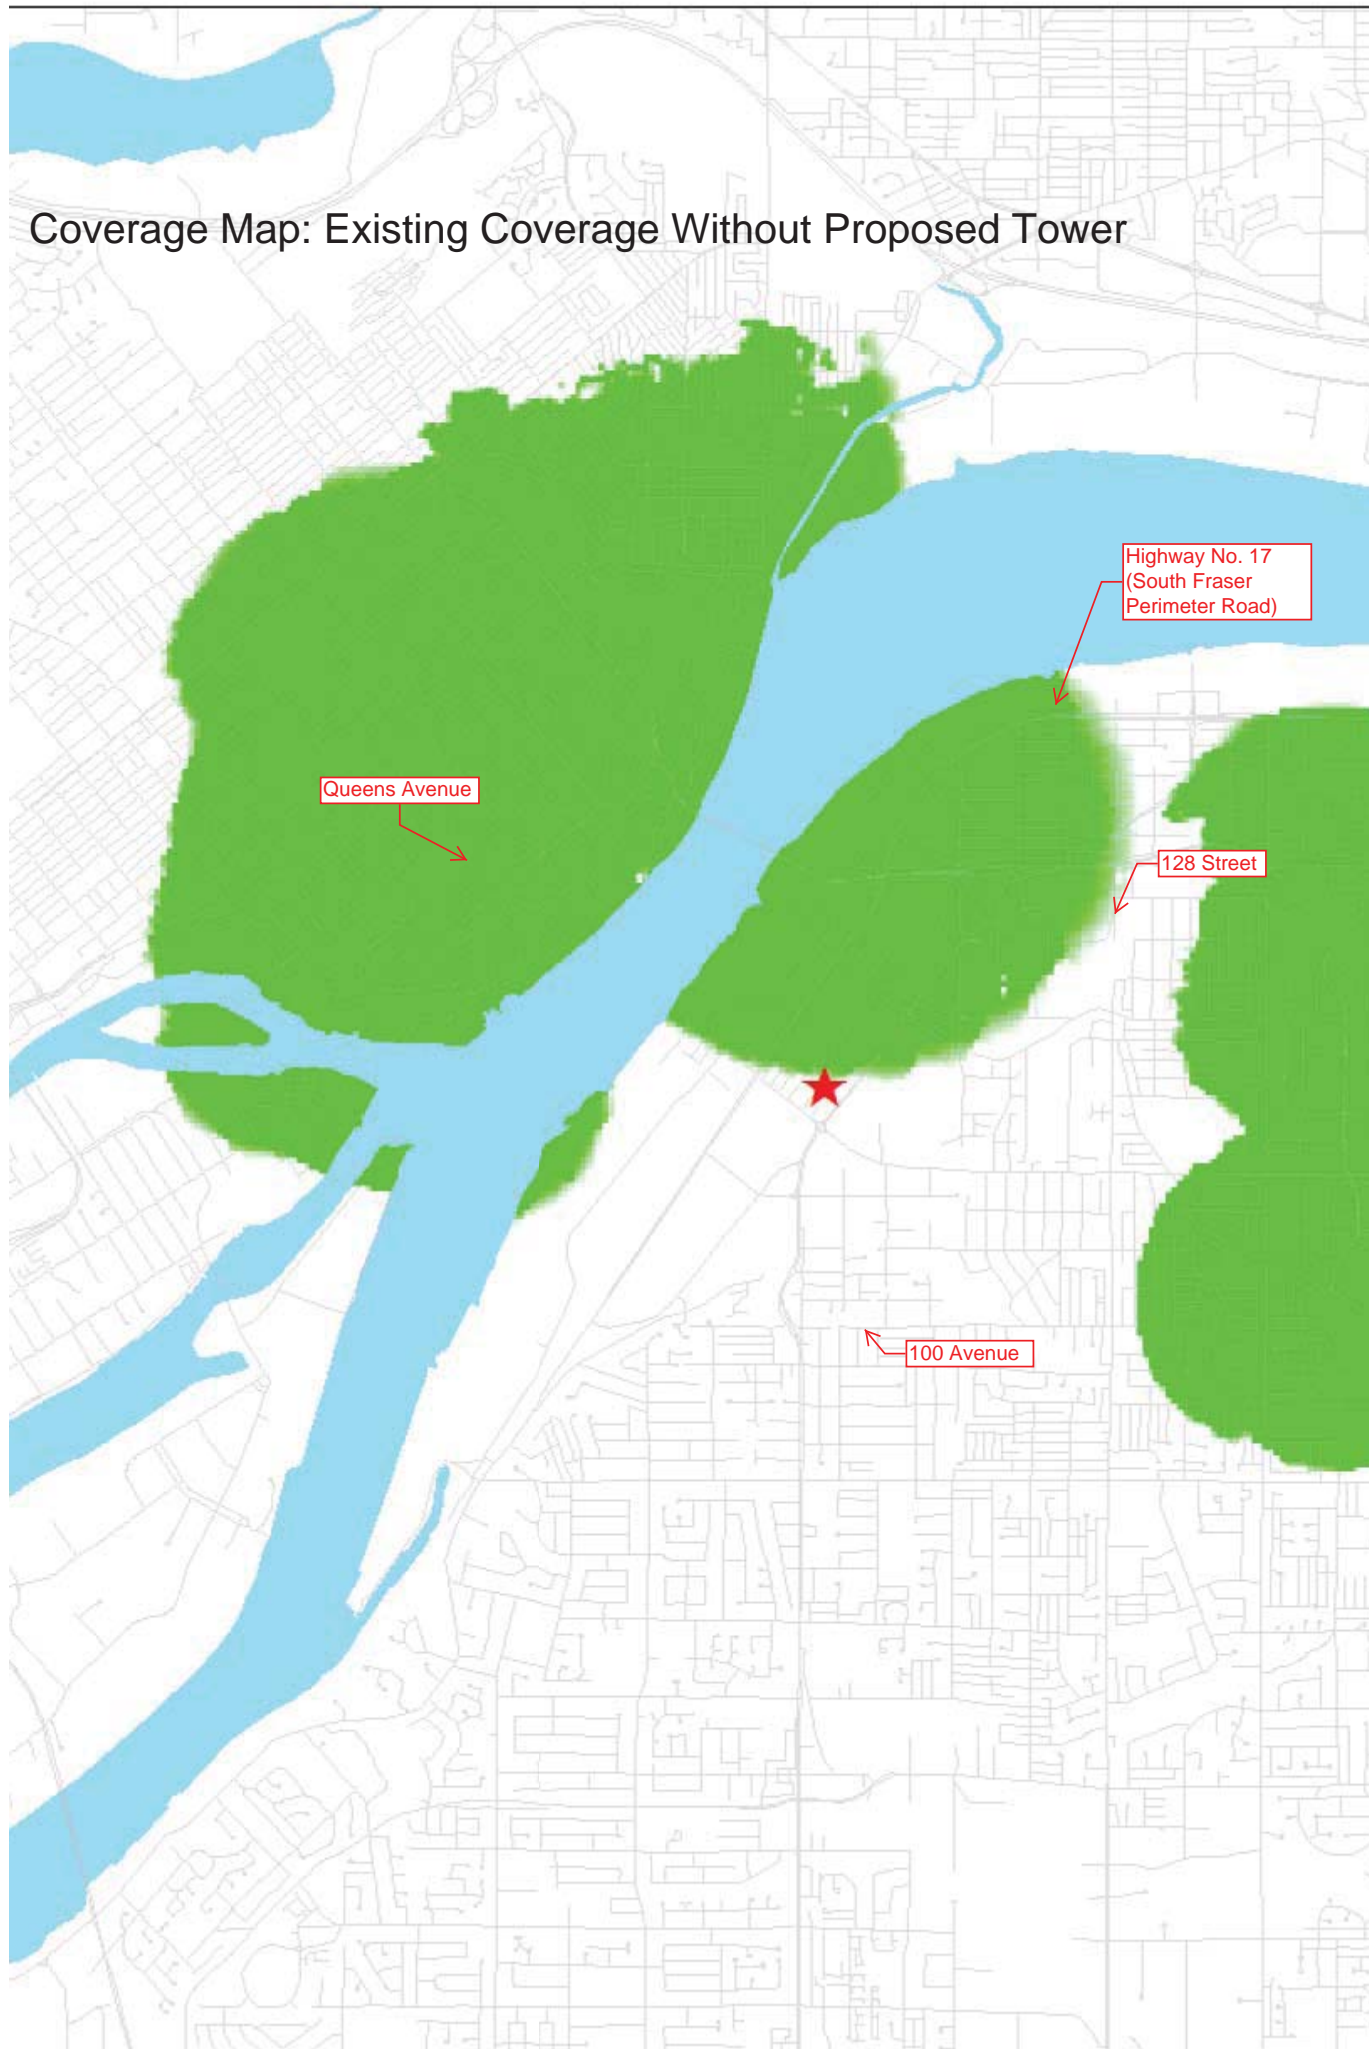 Coverage Map: Existing Coverage Without Proposed Tower
Highway No. 17
(South Fraser
Perimeter Road)
Queens Avenue
128 Street
100 Avenue